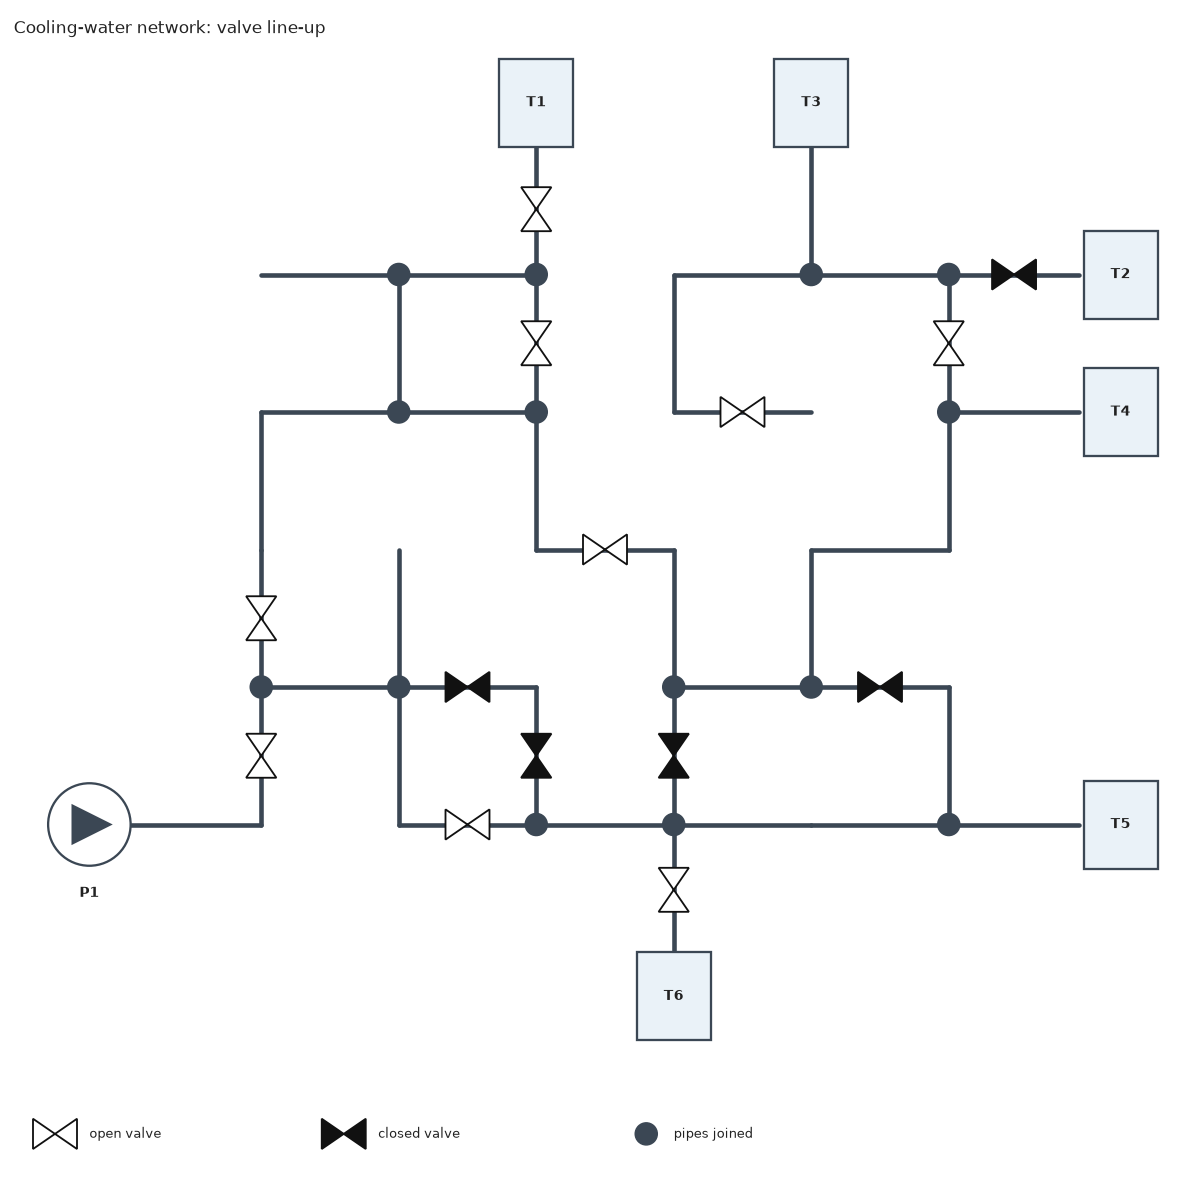 Cooling-water network: valve line-up
T1
T3
T2
T4
T5
P1
T6
open valve
closed valve
pipes joined